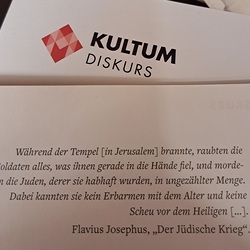 KULTUM
DISKURS
Während der Tempel [in Jerusalem] brannte, raubten die
oldaten alles, was ihnen gerade in die Hände fiel, und morde-
n die Juden, derer sie habhaft wurden, in ungezählter Menge.
Dabei kannten sie kein Erbarmen mit dem Alter und keine
Scheu vor dem Heiligen [...].
Flavius Josephus, „Der Jüdische Krieg“,